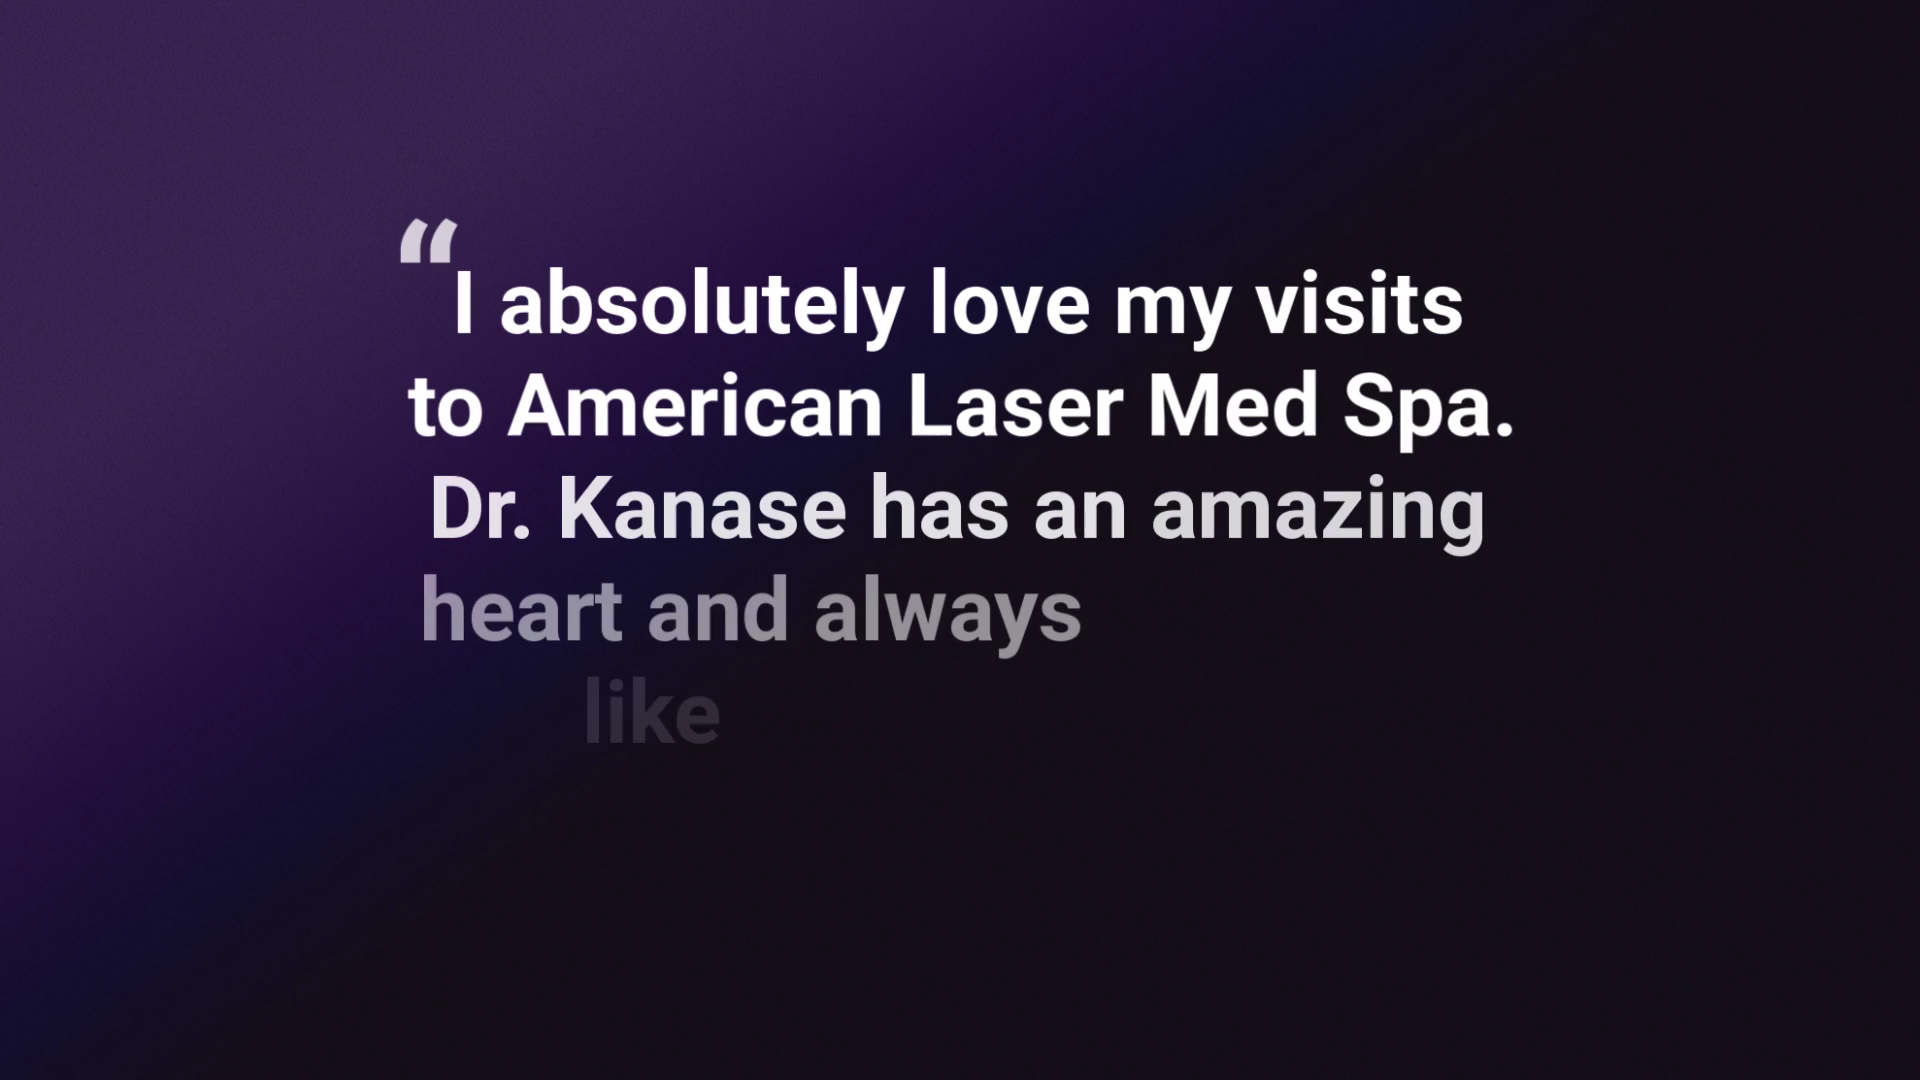 “I absolutely love my visits
to American Laser Med Spa.
Dr. Kanase has an amazing
heart and always
like